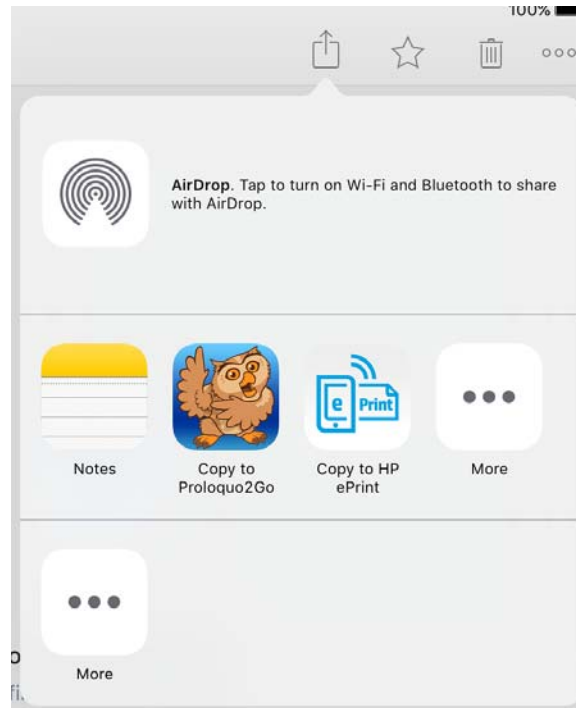 100%
AirDrop. Tap to turn on Wi-Fi and Bluetooth to share
with AirDrop.
e Print
Notes
Copy to
Proloquo2Go
Copy to HP
ePrint
More
More